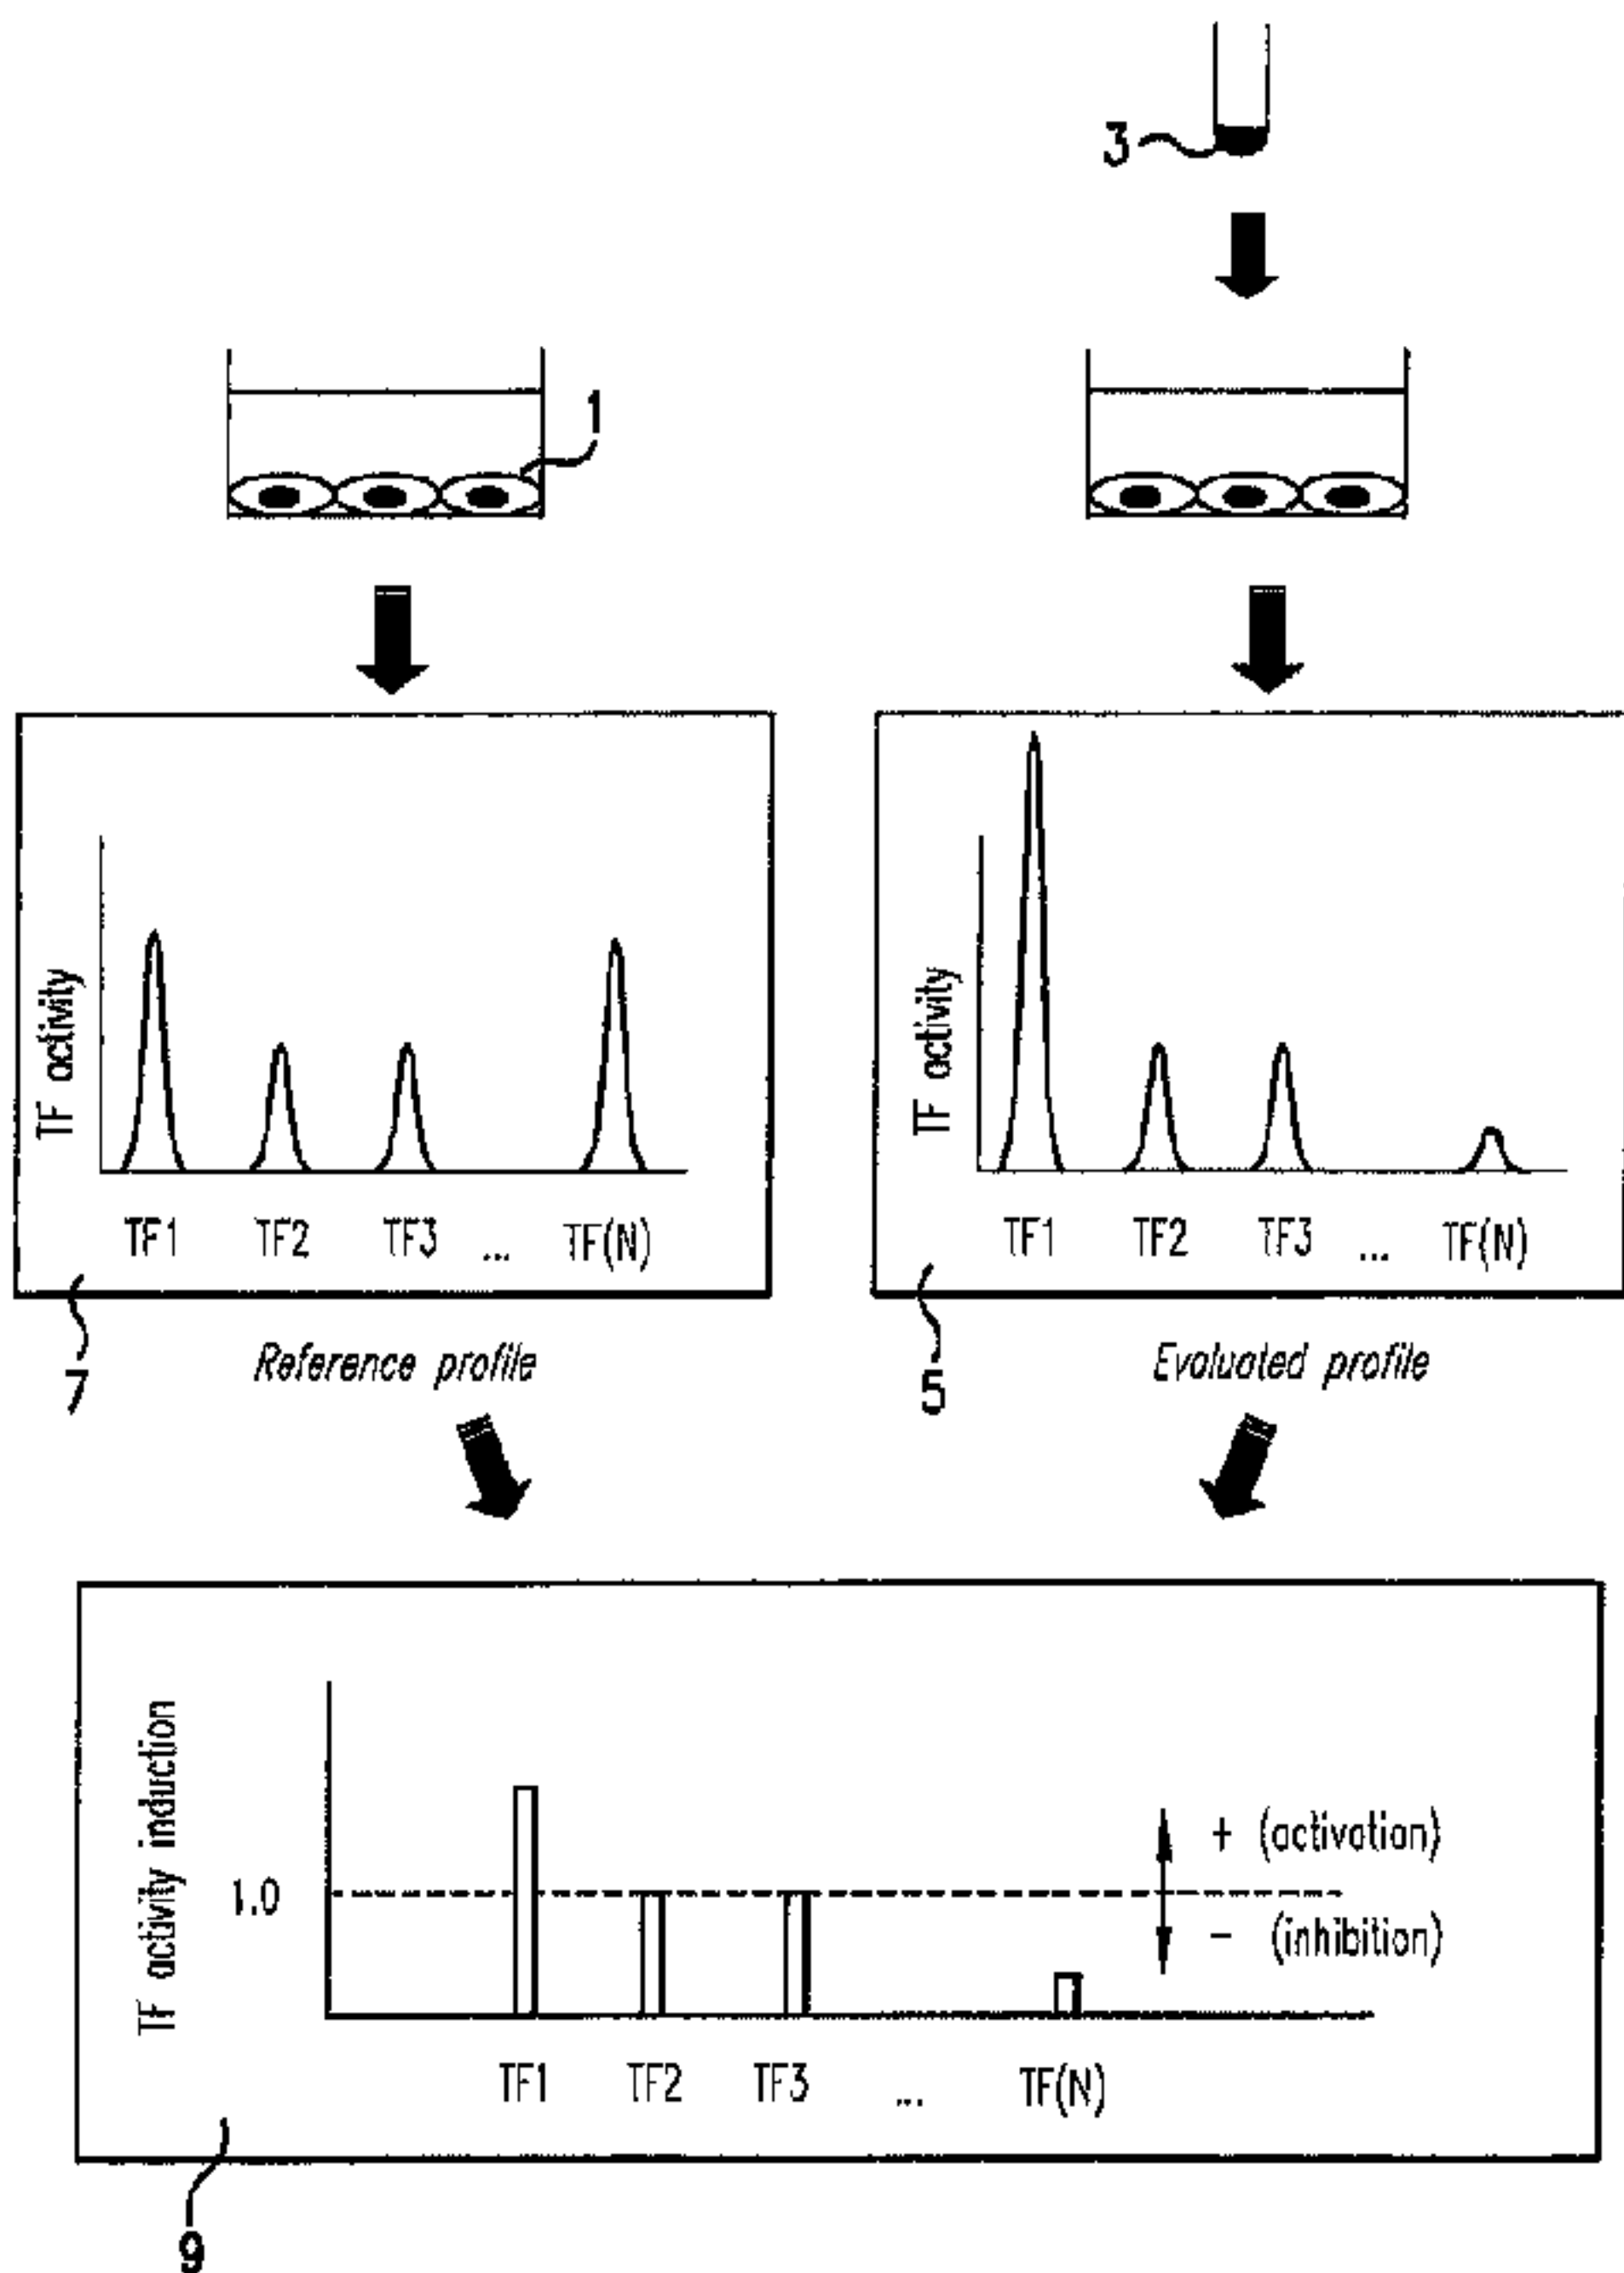 3
1
TF activity
TF1 TF2 TF3 ... TF(N)
7
Reference profile
TF activity
TF1 TF2 TF3 ... TF(N)
5
Evaluated profile
TF activity induction
1.0
+ (activation)
- (inhibition)
TF1 TF2 TF3 ... TF(N)
9